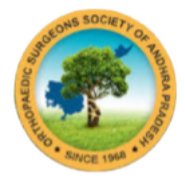 ORTHOPAEDIC SURGEONS SOCIETY OF ANDHRA PRADESH
SINCE 1968